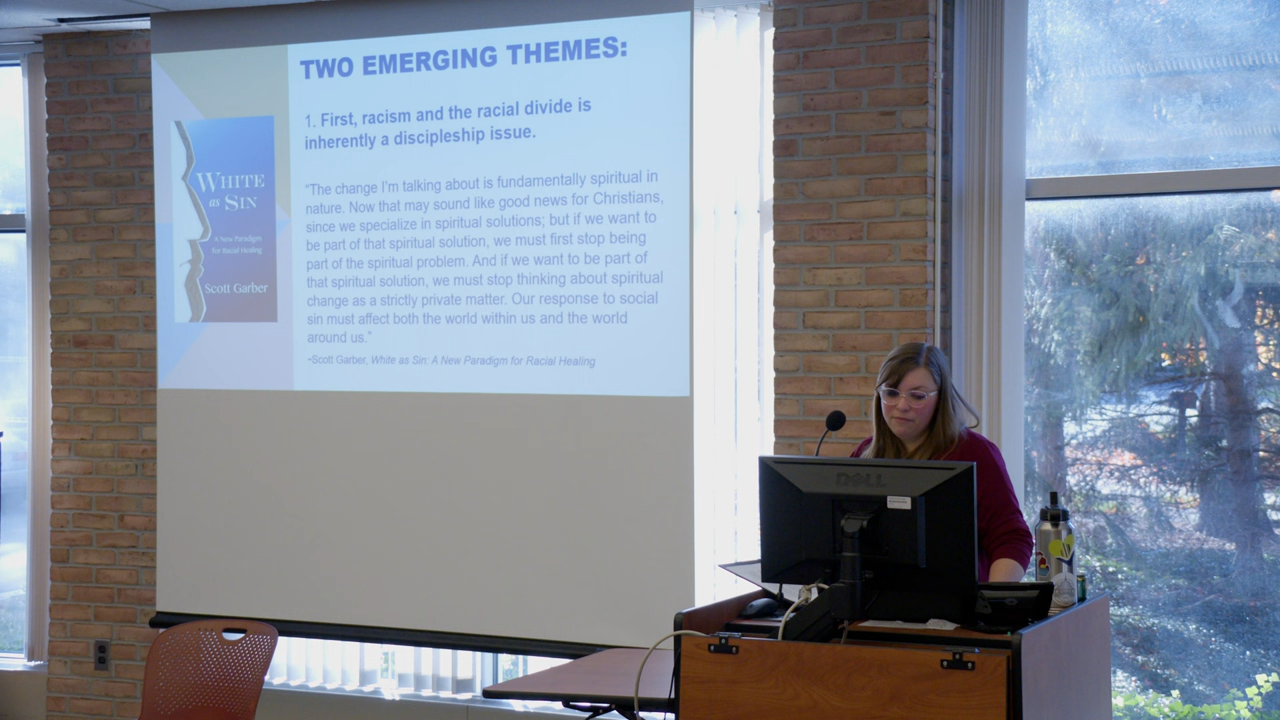 TWO EMERGING THEMES:
1. First, racism and the racial divide is
inherently a discipleship issue.
“The change I'm talking about is fundamentally spiritual in
nature. Now that may sound like good news for Christians,
since we specialize in spiritual solutions; but if we want to
be part of that spiritual solution, we must first stop being
part of the spiritual problem. And if we want to be part of
that spiritual solution, we must stop thinking about spiritual
change as a strictly private matter. Our response to social
sin must affect both the world within us and the world
around us.”
~Scott Garber, White as Sin: A New Paradigm for Racial Healing
WHITE
as SIN
A New Paradigm
For Racial Healing
Scott Garber
DELL